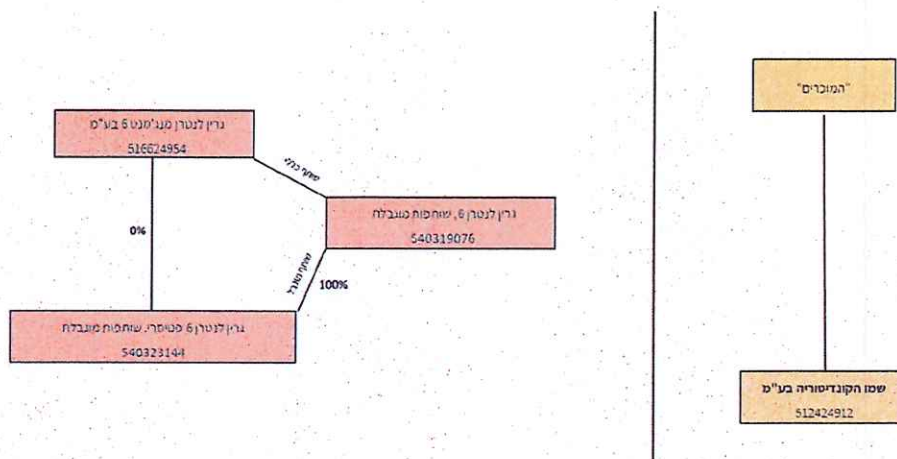 "המוכרים"
גרין לנטרן מנג'מנט 6 בע"מ
516624954
שותף כללי
גרין לנטרן 6, שותפות מוגבלת
540319076
0%
שותף מוגבל
100%
גרין לנטרן 6 פטיסרי, שותפות מוגבלת
540323144
שמו הקונדיטוריה בע"מ
512424912